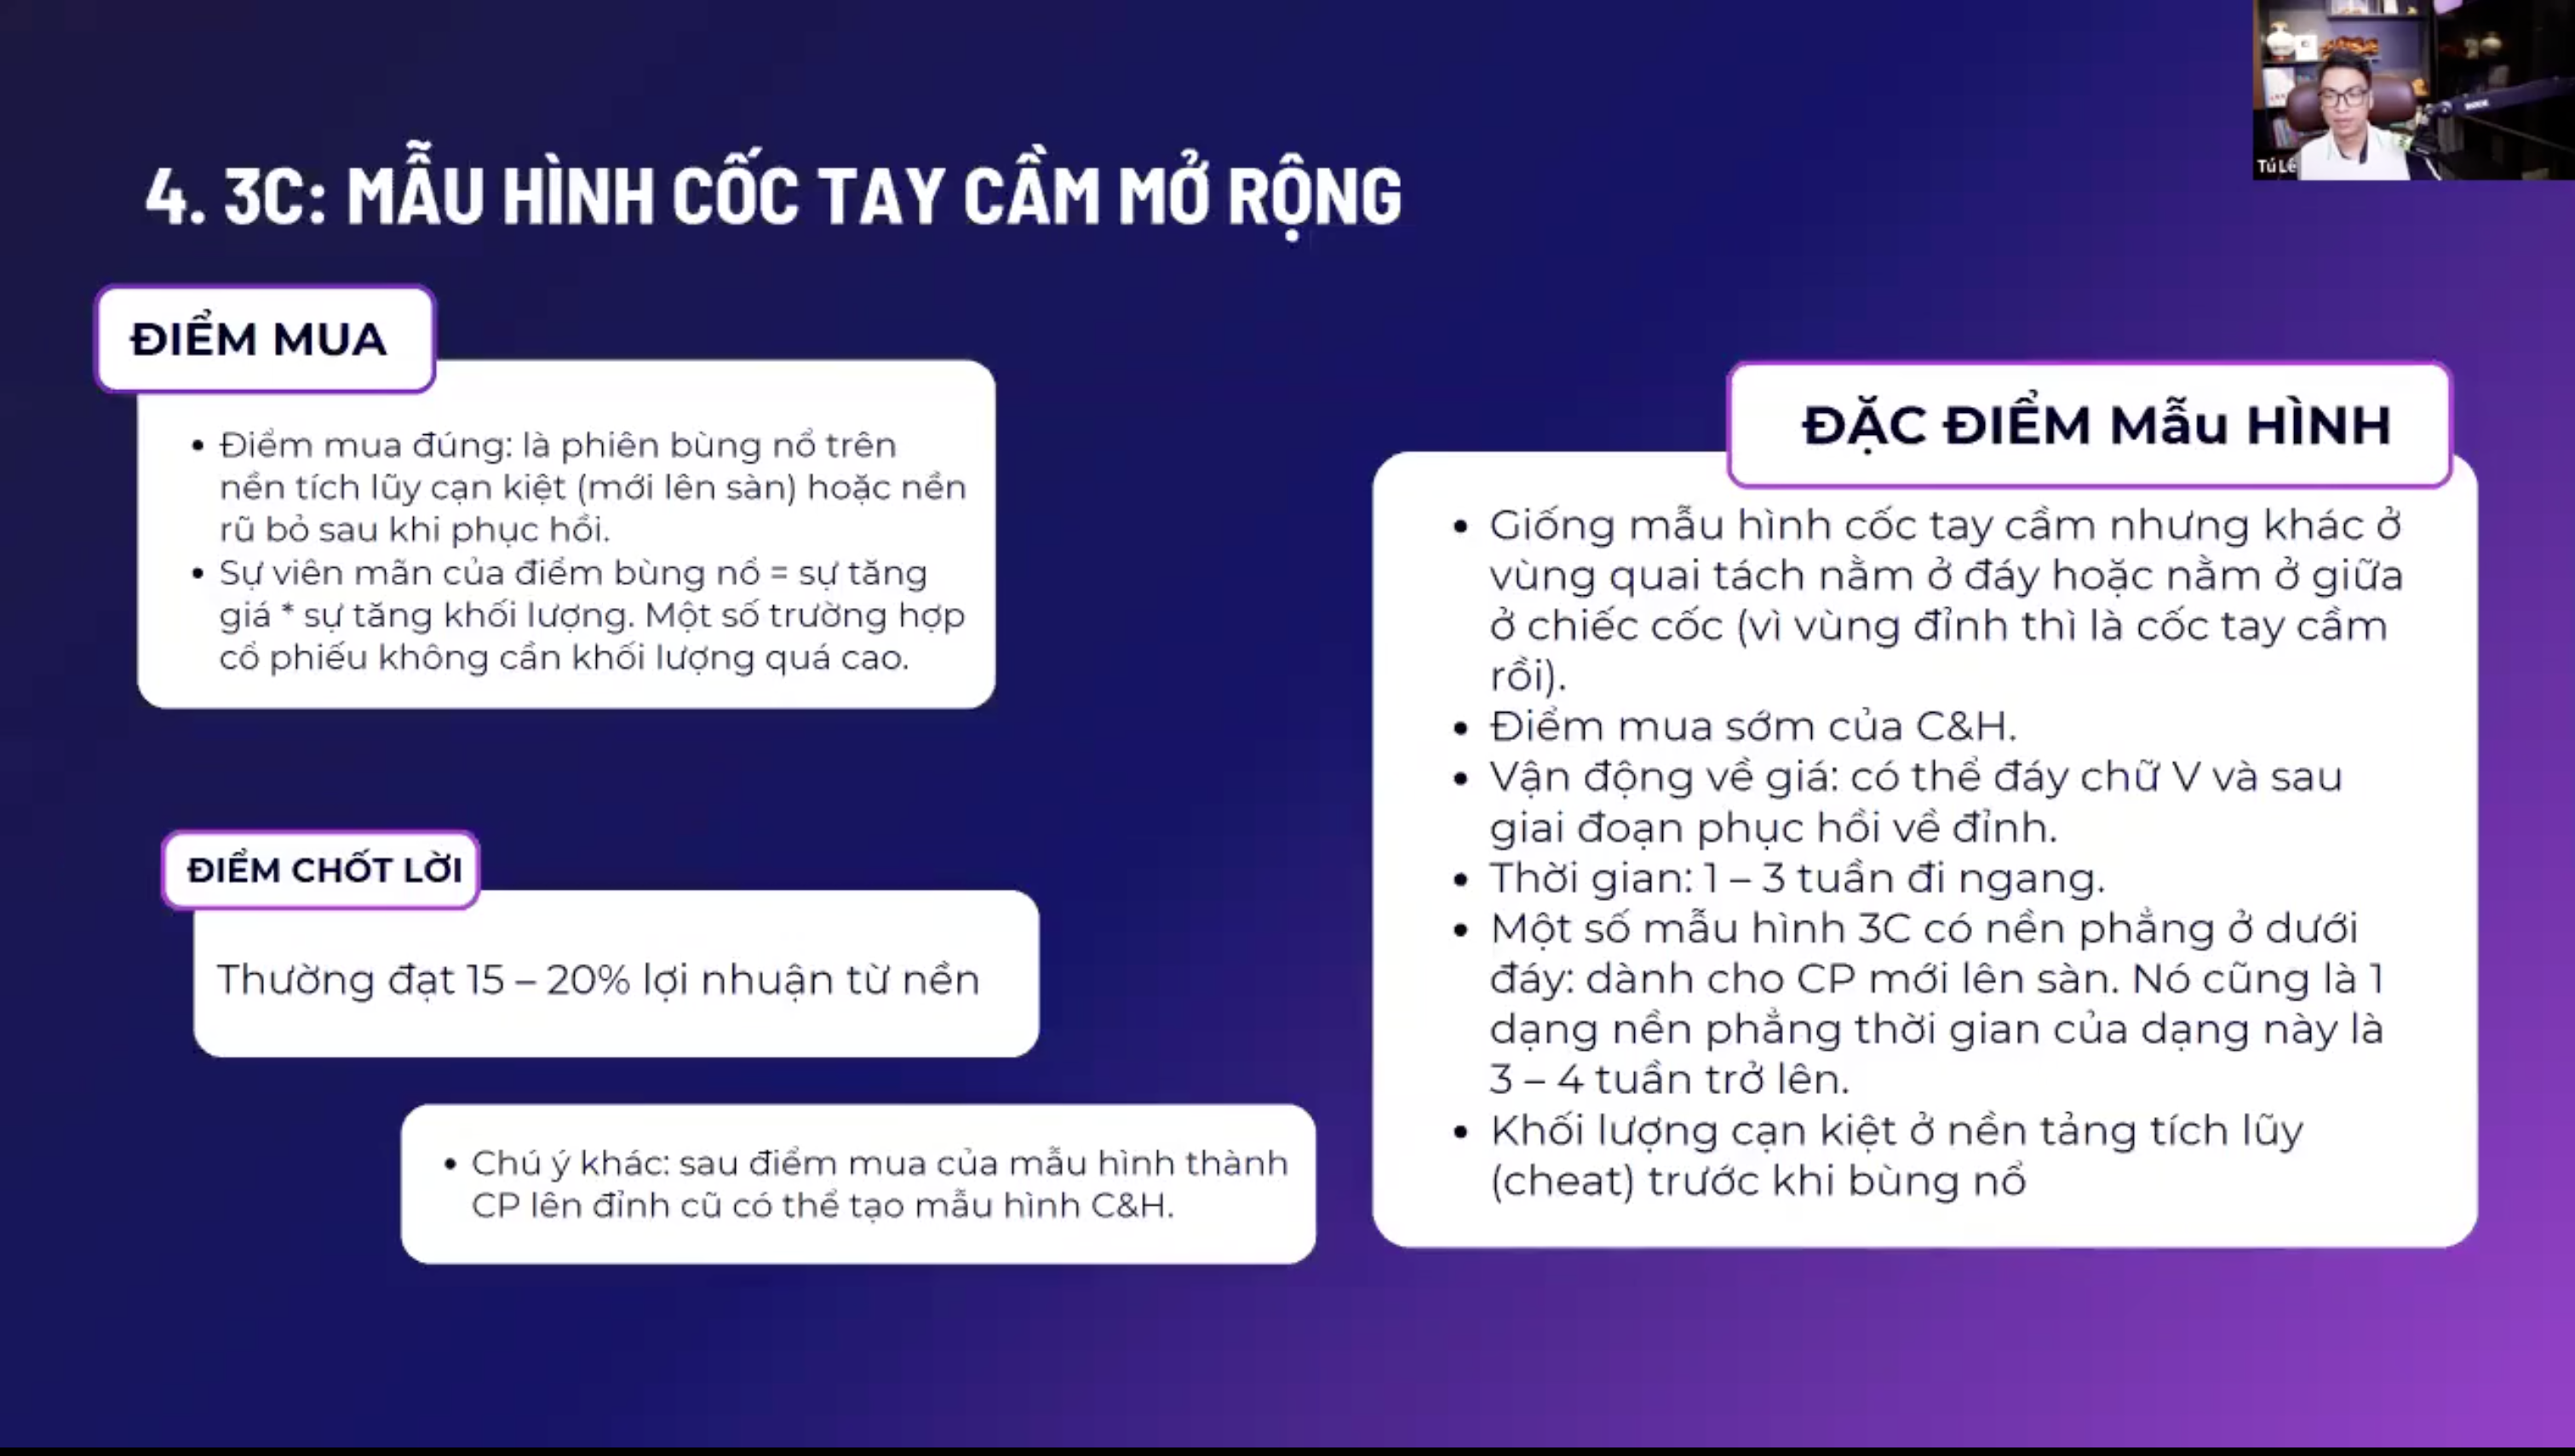 4. 3C: MẪU HÌNH CỐC TAY CẦM MỞ RỘNG
Tú Lê
ĐIỂM MUA
• Điểm mua đúng: là phiên bùng nổ trên
nền tích lũy cạn kiệt (mới lên sàn) hoặc nền
rũ bỏ sau khi phục hồi.
• Sự viên mãn của điểm bùng nổ = sự tăng
giá * sự tăng khối lượng. Một số trường hợp
cổ phiếu không cần khối lượng quá cao.
ĐIỂM CHỐT LỜI
Thường đạt 15 – 20% lợi nhuận từ nền
• Chú ý khác: sau điểm mua của mẫu hình thành
CP lên đỉnh cũ có thể tạo mẫu hình C&H.
ĐẶC ĐIỂM Mẫu HÌNH
• Giống mẫu hình cốc tay cầm nhưng khác ở
vùng quai tách nằm ở đáy hoặc nằm ở giữa
ở chiếc cốc (vì vùng đỉnh thì là cốc tay cầm
rồi).
• Điểm mua sớm của C&H.
• Vận động về giá: có thể đáy chữ V và sau
giai đoạn phục hồi về đỉnh.
• Thời gian: 1 – 3 tuần đi ngang.
• Một số mẫu hình 3C có nền phẳng ở dưới
đáy: dành cho CP mới lên sàn. Nó cũng là 1
dạng nền phẳng thời gian của dạng này là
3 – 4 tuần trở lên.
• Khối lượng cạn kiệt ở nền tảng tích lũy
(cheat) trước khi bùng nổ